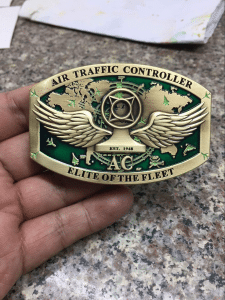 AIR TRAFFIC CONTROLLER
EST. 1948
AC
ELITE OF THE FLEET